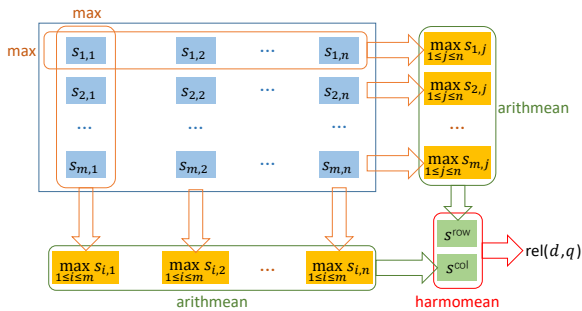 max
max
s1,1 s1,2 ... s1,n
max 1≤j≤n s1,j
s2,1 s2,2 ... s2,n
max 1≤j≤n s2,j
... ... ...
arithmean
sm,1 sm,2 ... sm,n
max 1≤j≤n sm,j
srow
rel(d,q)
max 1≤i≤m si,1 max 1≤i≤m si,2 ... max 1≤i≤m si,n
scol
arithmean
harmomean